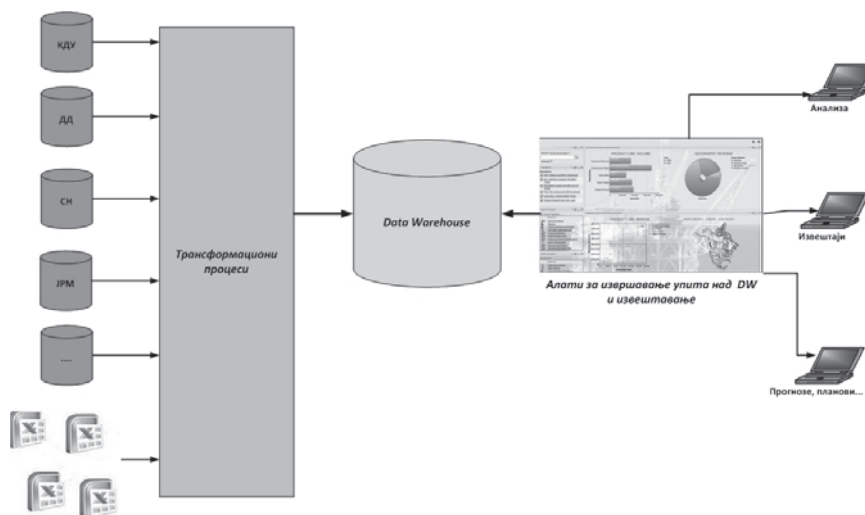 КДУ
ДД
СН
ЈРМ
....
Трансформациони
процеси
Data Warehouse
Алати за извршавање упита над DW
и извештавање
Анализа
Извештаји
Прогнозе, планови...